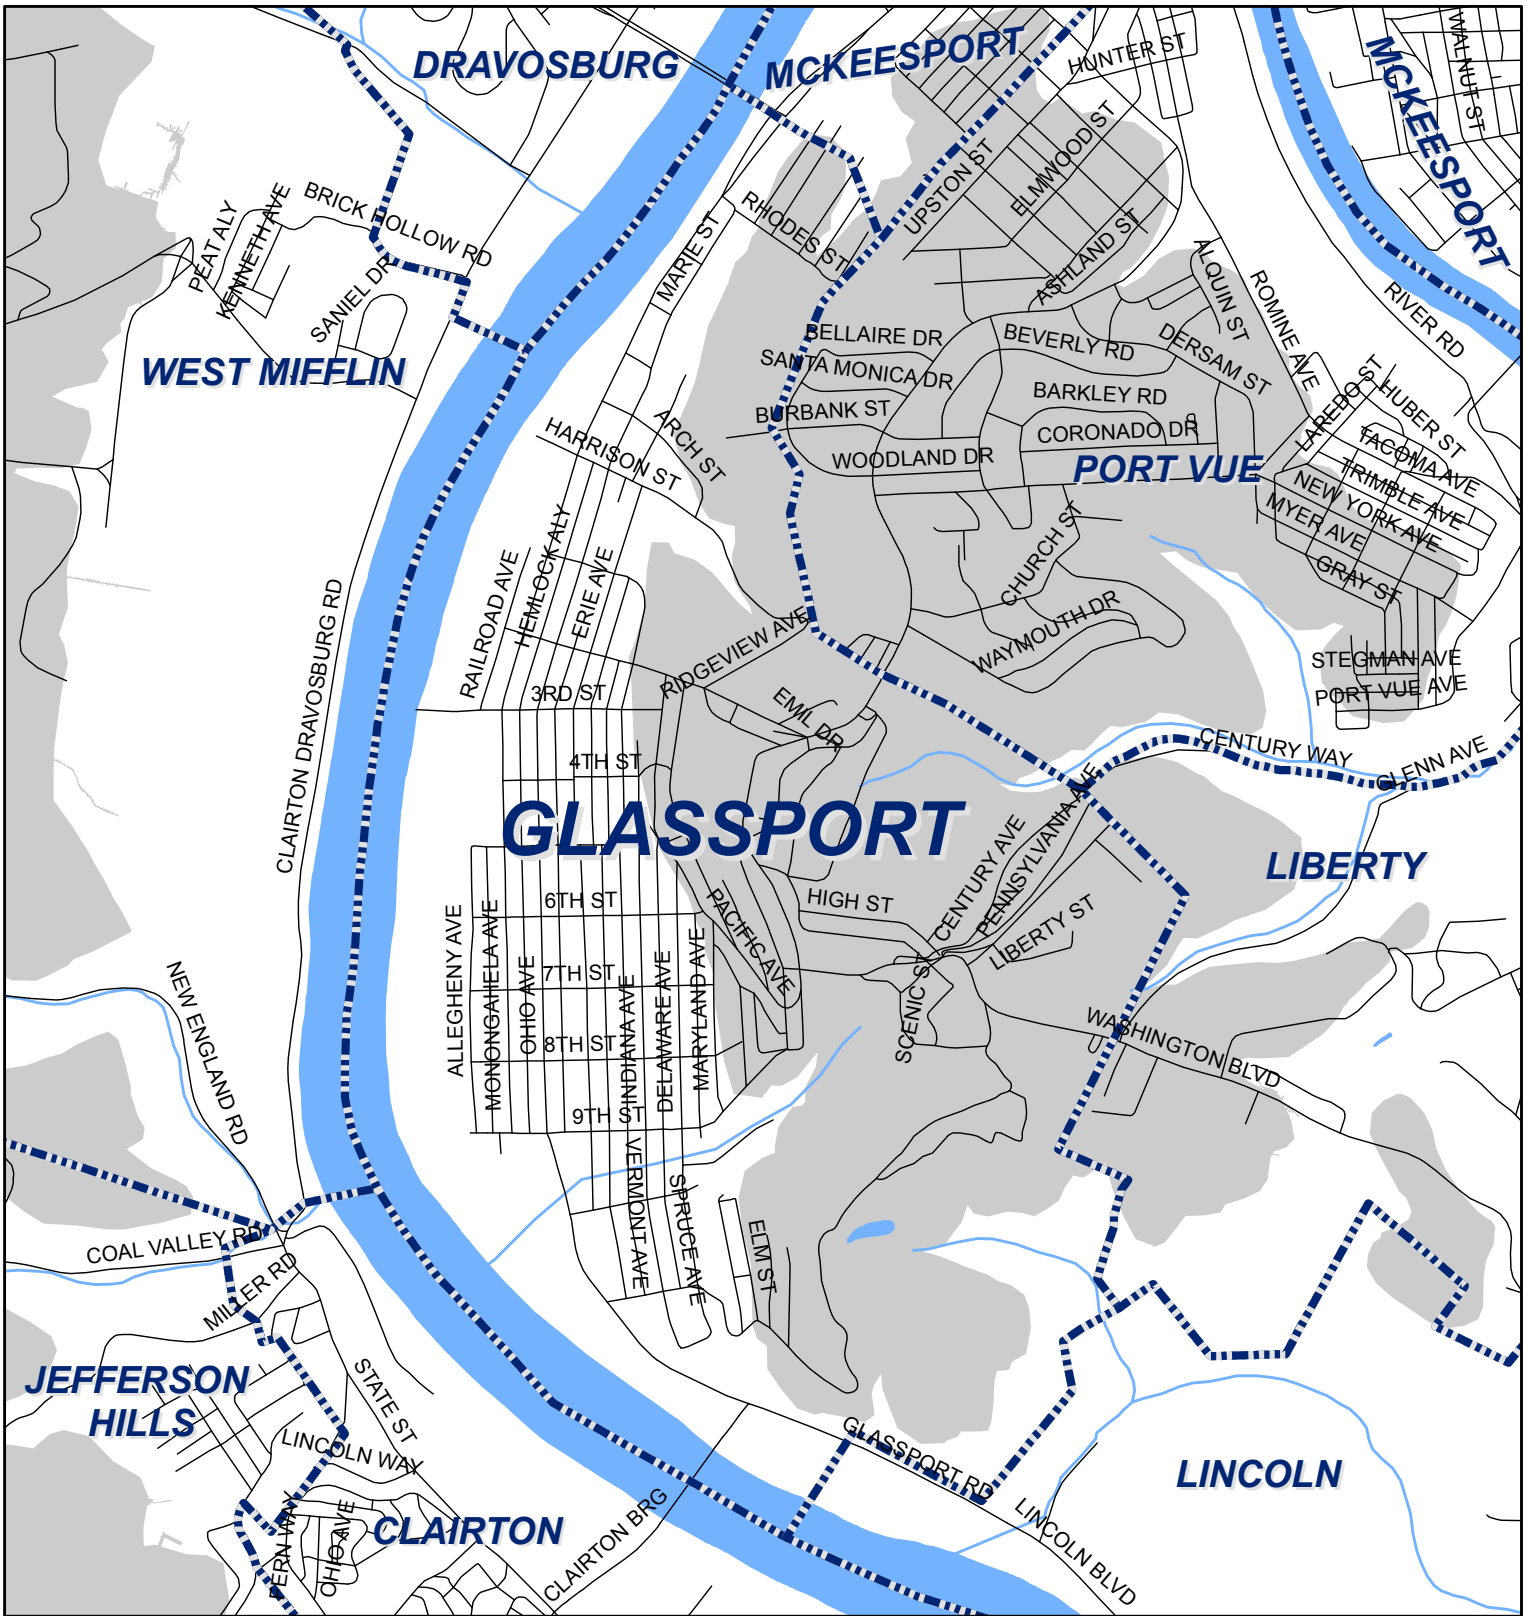 DRAVOSBURG
MCKEESPORT
HUNTER ST
WALNUT ST
MCKEESPORT
ELMWOOD ST
UPSTON ST
PEAT ALY
KENNETH AVE
BRICK HOLLOW RD
SANIEL DR
MARIE ST
RHODES ST
ASHLAND ST
ALQUIN ST
ROMINE AVE
RIVER RD
WEST MIFFLIN
BELLAIRE DR
BEVERLY RD
DERSAM ST
SANTA MONICA DR
BARKLEY RD
LAREDO ST
HUBER ST
BURBANK ST
CORONADO DR
WOODLAND DR
PORT VUE
TACOMA AVE
TRIMBLE AVE
NEW YORK AVE
MYER AVE
GRAY ST
HARRISON ST
ARCH ST
HEMLOCK ALY
RAILROAD AVE
ERIE AVE
CHURCH ST
WAYMOUTH DR
RIDGEVIEW AVE
STEGMAN AVE
PORT VUE AVE
3RD ST
EMIL DR
4TH ST
CENTURY WAY
GLENN AVE
CLAIRTON DRAVOSBURG RD
GLASSPORT
LIBERTY
CENTURY AVE
PENNSYLVANIA AVE
LIBERTY ST
HIGH ST
6TH ST
PACIFIC AVE
ALLEGHENY AVE
MONONGAHELA AVE
OHIO AVE
7TH ST
INDIANA AVE
DELAWARE AVE
MARYLAND AVE
SCENIC ST
8TH ST
WASHINGTON BLVD
NEW ENGLAND RD
9TH ST
VERMONT AVE
SPRUCE AVE
ELM ST
COAL VALLEY RD
MILLER RD
JEFFERSON
HILLS
STATE ST
LINCOLN WAY
GLASSPORT RD
LINCOLN
LINCOLN BLVD
CLAIRTON
CLAIRTON BRG
FERN WAY
OHIO AVE